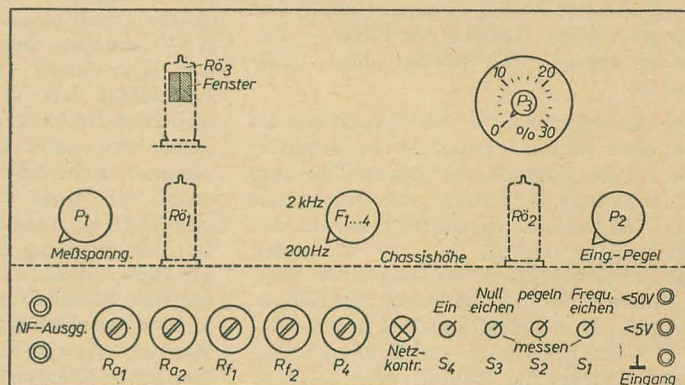 Rö3
Fenster
10
20
P3
0
%
30
P1
Rö1
2 kHz
F1...4
200Hz
Rö2
P2
Meßspanng.
Chassishöhe
Eing.-Pegel
NF-Ausgg.
Ein
Null eichen
pegeln
Frequ. eichen
<50V
<5V
messen
Ra1
Ra2
Rf1
Rf2
P4
Netz-kontr.
S4
S3
S2
S1
Eingang